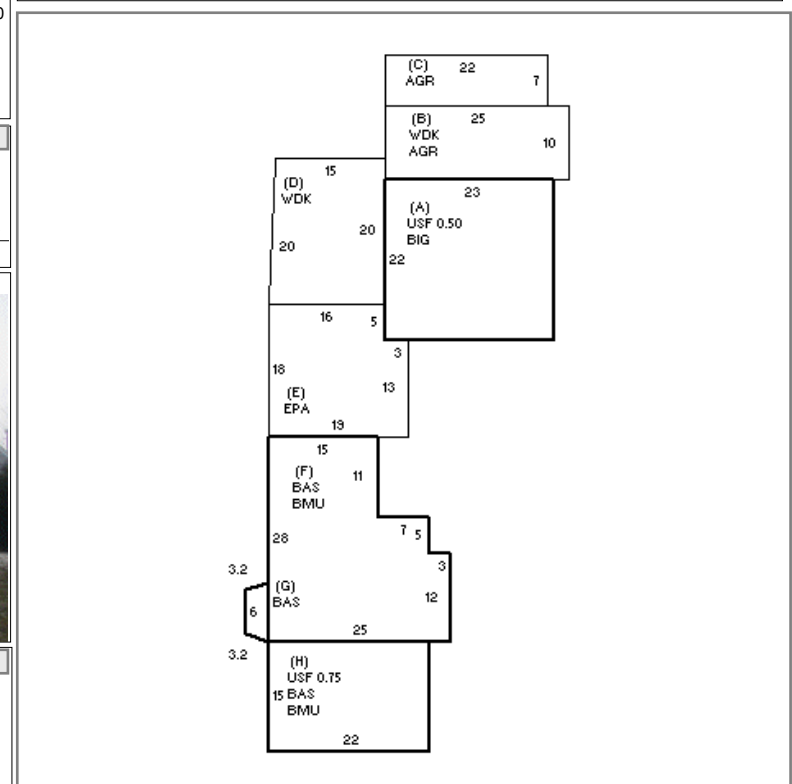 (C) 22
AGR 7
(B) 25
WDK 10
AGR
15
(D)
WDK
20
20
23
(A)
USF 0.50
BIG
22
16 5
3
18
13
(E)
EPA
19
15
(F) 11
BAS
BMU
7 5
28
3
3.2
(G)
BAS
6
12
25
3.2
(H)
USF 0.75
15 BAS
BMU
22